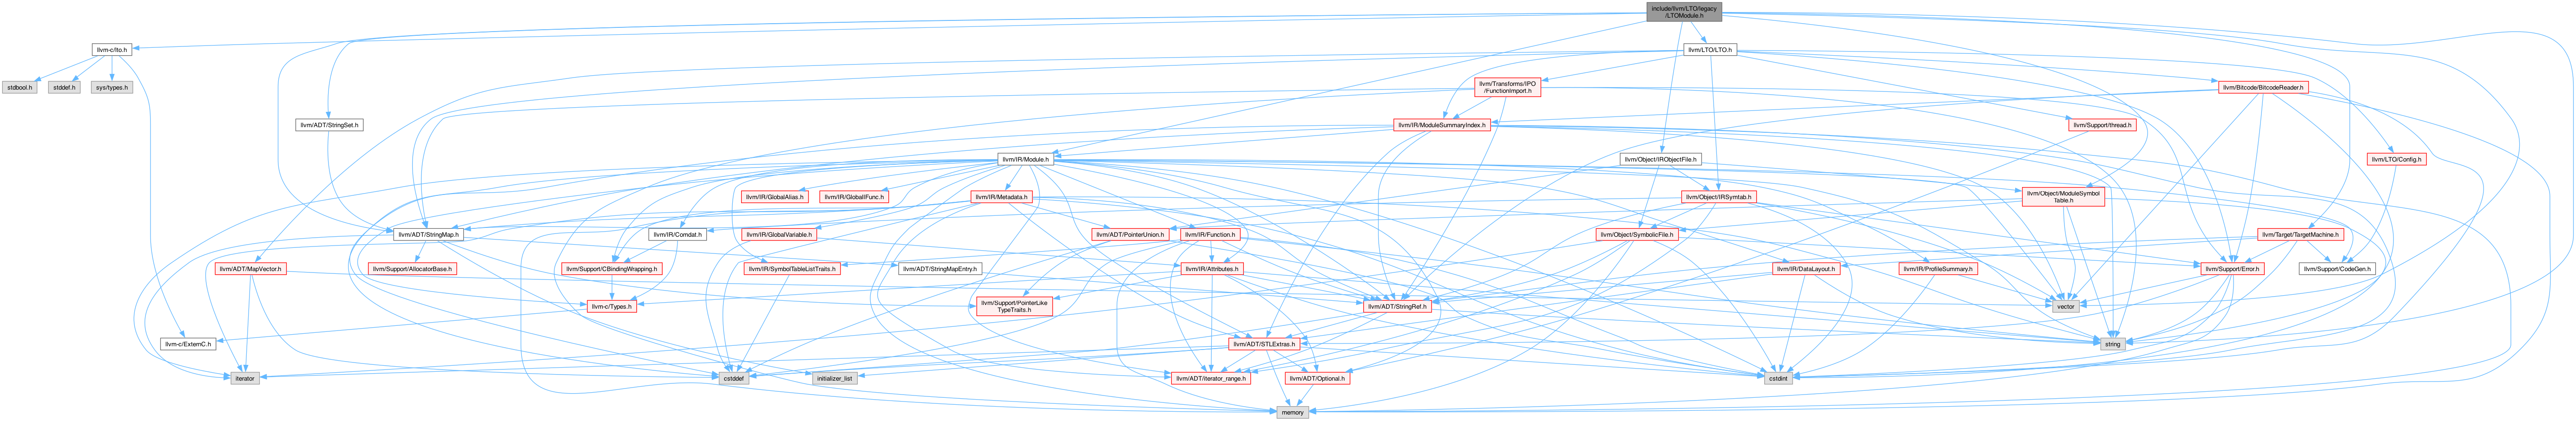 include/llvm/LTO/legacy
/LTOModule.h
llvm-c/lto.h
llvm/LTO/LTO.h
stdbool.h
stddef.h
sys/types.h
llvm/Transforms/IPO
/FunctionImport.h
llvm/Bitcode/BitcodeReader.h
llvm/ADT/StringSet.h
llvm/IR/ModuleSummaryIndex.h
llvm/Support/thread.h
llvm/IR/Module.h
llvm/Object/IRObjectFile.h
llvm/LTO/Config.h
llvm/IR/GlobalAlias.h
llvm/IR/GlobalIFunc.h
llvm/IR/Metadata.h
llvm/Object/IRSymtab.h
llvm/Object/ModuleSymbol
Table.h
llvm/ADT/StringMap.h
llvm/IR/Comdat.h
llvm/IR/GlobalVariable.h
llvm/ADT/PointerUnion.h
llvm/IR/Function.h
llvm/Object/SymbolicFile.h
llvm/Target/TargetMachine.h
llvm/ADT/MapVector.h
llvm/Support/AllocatorBase.h
llvm/Support/CBindingWrapping.h
llvm/IR/SymbolTableListTraits.h
llvm/ADT/StringMapEntry.h
llvm/IR/Attributes.h
llvm/IR/DataLayout.h
llvm/IR/ProfileSummary.h
llvm/Support/Error.h
llvm/Support/CodeGen.h
llvm-c/Types.h
llvm/Support/PointerLike
TypeTraits.h
llvm/ADT/StringRef.h
vector
llvm-c/ExternC.h
llvm/ADT/STLExtras.h
string
iterator
cstddef
initializer_list
llvm/ADT/iterator_range.h
llvm/ADT/Optional.h
cstdint
memory